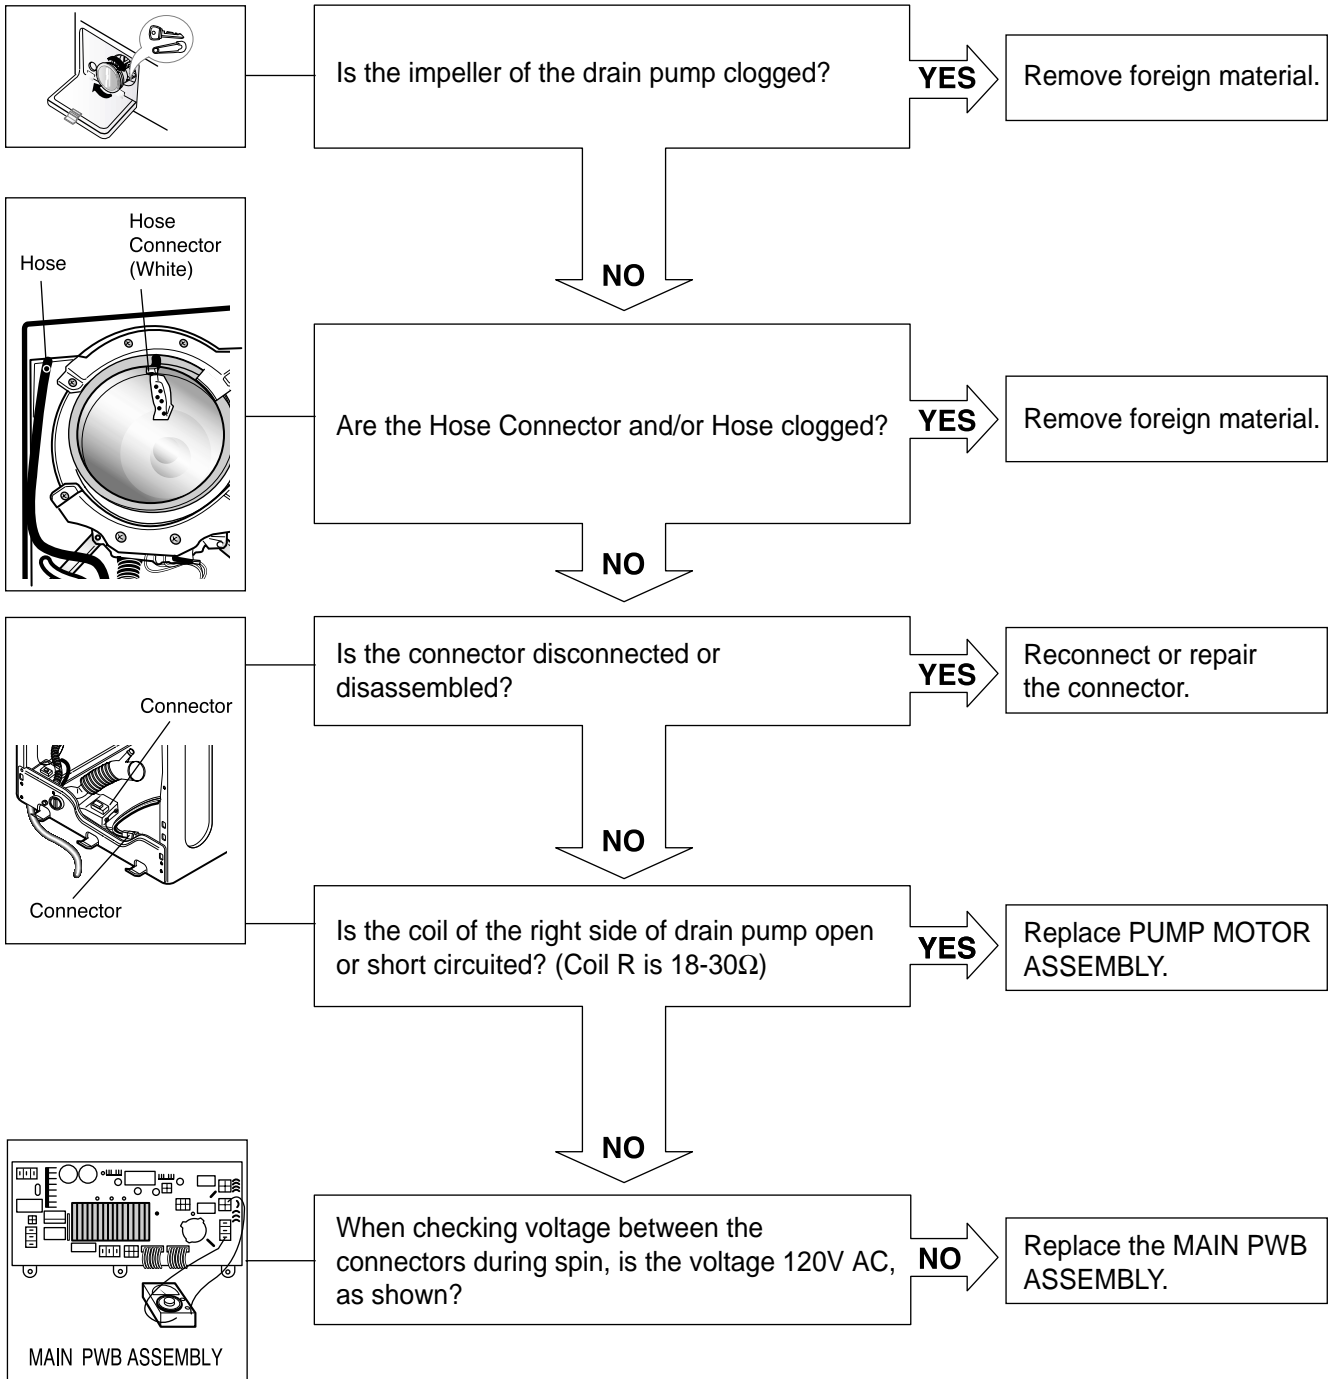 Is the impeller of the drain pump clogged?
YES
Remove foreign material.
NO
Hose
Connector
(White)
Hose
Are the Hose Connector and/or Hose clogged?
YES
Remove foreign material.
NO
Is the connector disconnected or
disassembled?
YES
Reconnect or repair
the connector.
Connector
Connector
NO
Is the coil of the right side of drain pump open
or short circuited? (Coil R is 18-30Ω)
YES
Replace PUMP MOTOR
ASSEMBLY.
NO
When checking voltage between the
connectors during spin, is the voltage 120V AC,
as shown?
NO
Replace the MAIN PWB
ASSEMBLY.
MAIN PWB ASSEMBLY